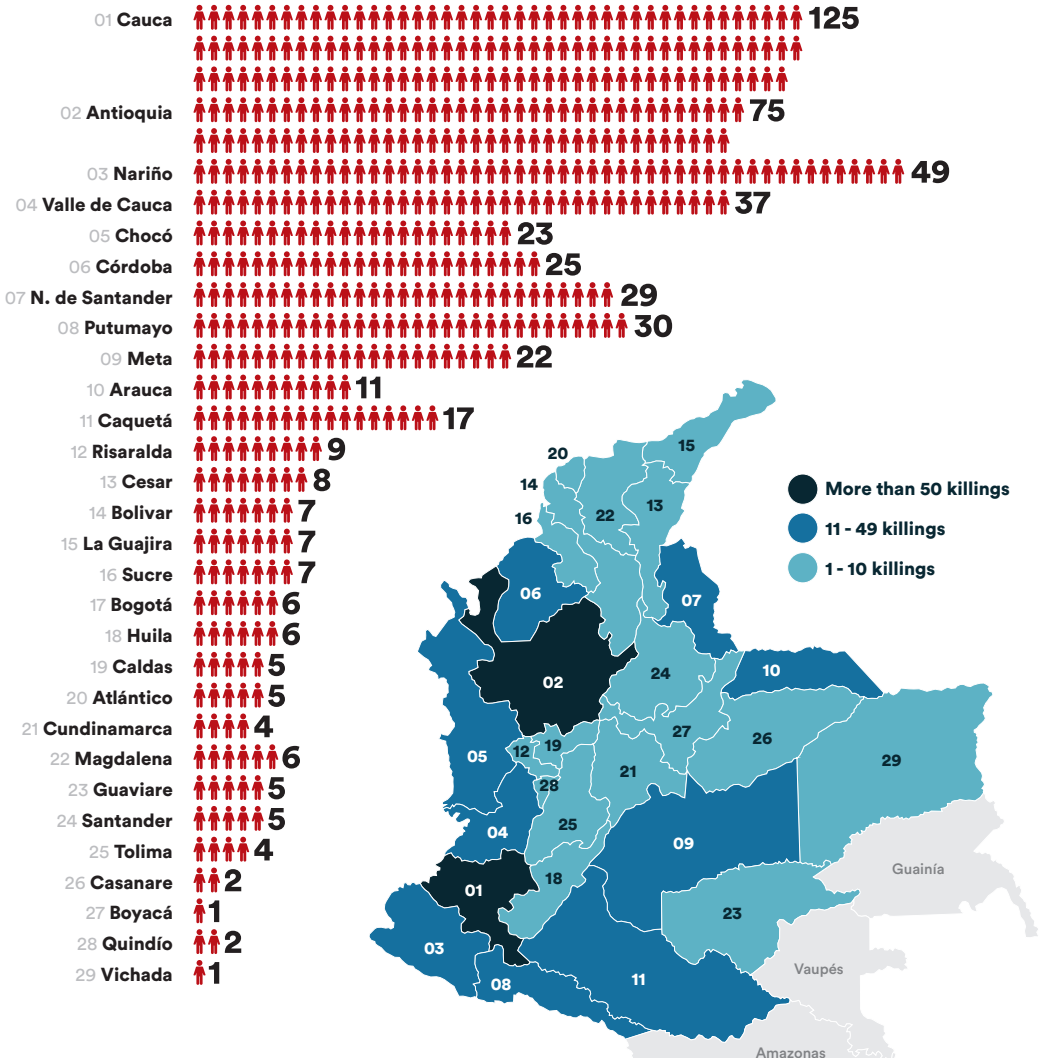 01 Cauca 125
02 Antioquia 75
03 Nariño 49
04 Valle de Cauca 37
05 Chocó 23
06 Córdoba 25
07 N. de Santander 29
08 Putumayo 30
09 Meta 22
10 Arauca 11
11 Caquetá 17
12 Risaralda 9
13 Cesar 8
14 Bolivar 7
15 La Guajira 7
16 Sucre 7
17 Bogotá 6
18 Huila 6
19 Caldas 5
20 Atlántico 5
21 Cundinamarca 4
22 Magdalena 6
23 Guaviare 5
24 Santander 5
25 Tolima 4
26 Casanare 2
27 Boyacá 1
28 Quindío 2
29 Vichada 1
More than 50 killings
11 - 49 killings
1 - 10 killings
15
20
14
13
22
16
06
07
10
24
02
27
26
19
12
05
29
21
28
25
04
09
Guainía
18
01
23
03
Vaupés
11
08
Amazonas